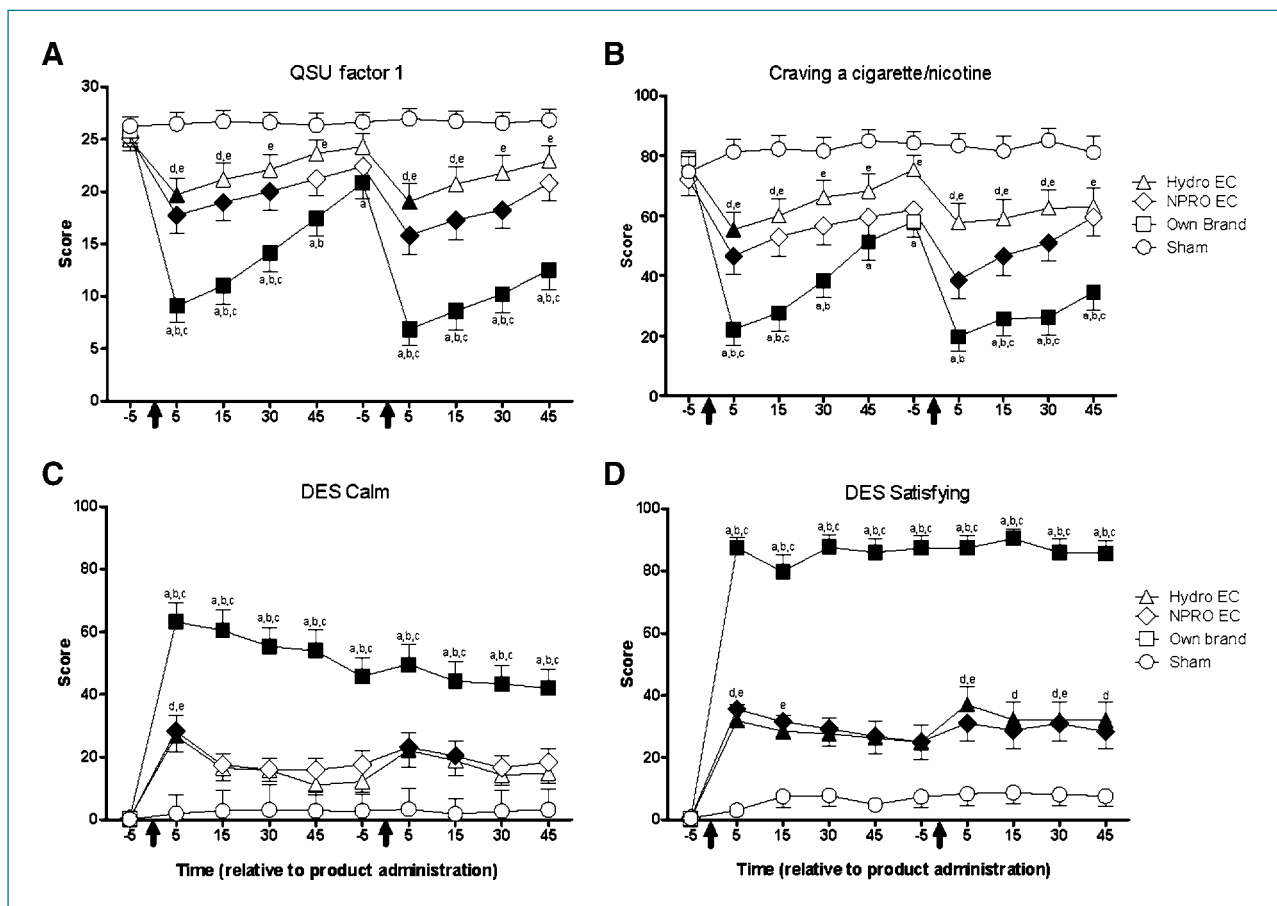 A
QSU factor 1
30
25
20
15
10
5
0
Score
d,e
d,e
e
e
d,e
d,e
e
e
a
a,b
a,b,c
a,b,c
a,b,c
a,b,c
a,b,c
a,b,c
a,b,c
-5 5 15 30 45 -5 5 15 30 45
B
Craving a cigarette/nicotine
100
80
60
40
20
0
Score
d,e
d,e
e
e
e
d,e
d,e
d,e
e
a,b,c
a,b,c
a,b
a
a
a,b
a,b,c
a,b,c
a,b,c
-5 5 15 30 45 -5 5 15 30 45
Hydro EC
NPRO EC
Own Brand
Sham
C
DES Calm
100
80
60
40
20
0
Score
a,b,c a,b,c a,b,c a,b,c a,b,c a,b,c a,b,c a,b,c a,b,c
d,e
-5 5 15 30 45 -5 5 15 30 45
Time (relative to product administration)
D
DES Satisfying
100
80
60
40
20
0
Score
a,b,c a,b,c a,b,c a,b,c a,b,c a,b,c a,b,c a,b,c a,b,c
d,e e d,e d d,e d
-5 5 15 30 45 -5 5 15 30 45
Time (relative to product administration)
Hydro EC
NPRO EC
Own brand
Sham